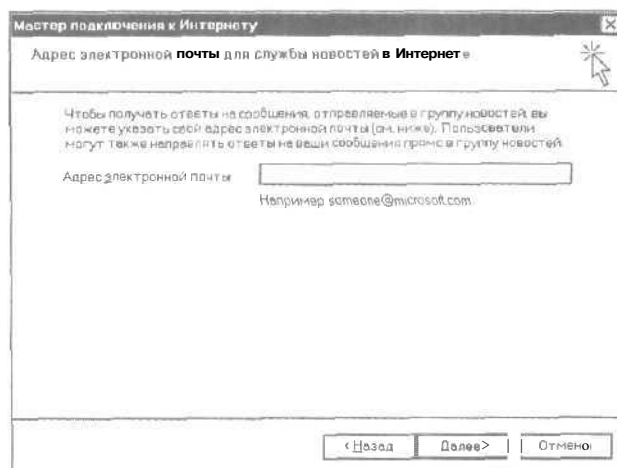 Мастер подключения к Интернету
Адрес электронной почты для службы новостей в Интернете
Чтобы получать ответы на сообщения, отправляемые в группу новостей, вы
можете указать свой адрес электронной почты (см. ниже). Пользователи
могут также направлять ответы на ваши сообщения прямо в группу новостей.
Адрес электронной почты
Например someone@microsoft.com
< Назад Далее > Отмена